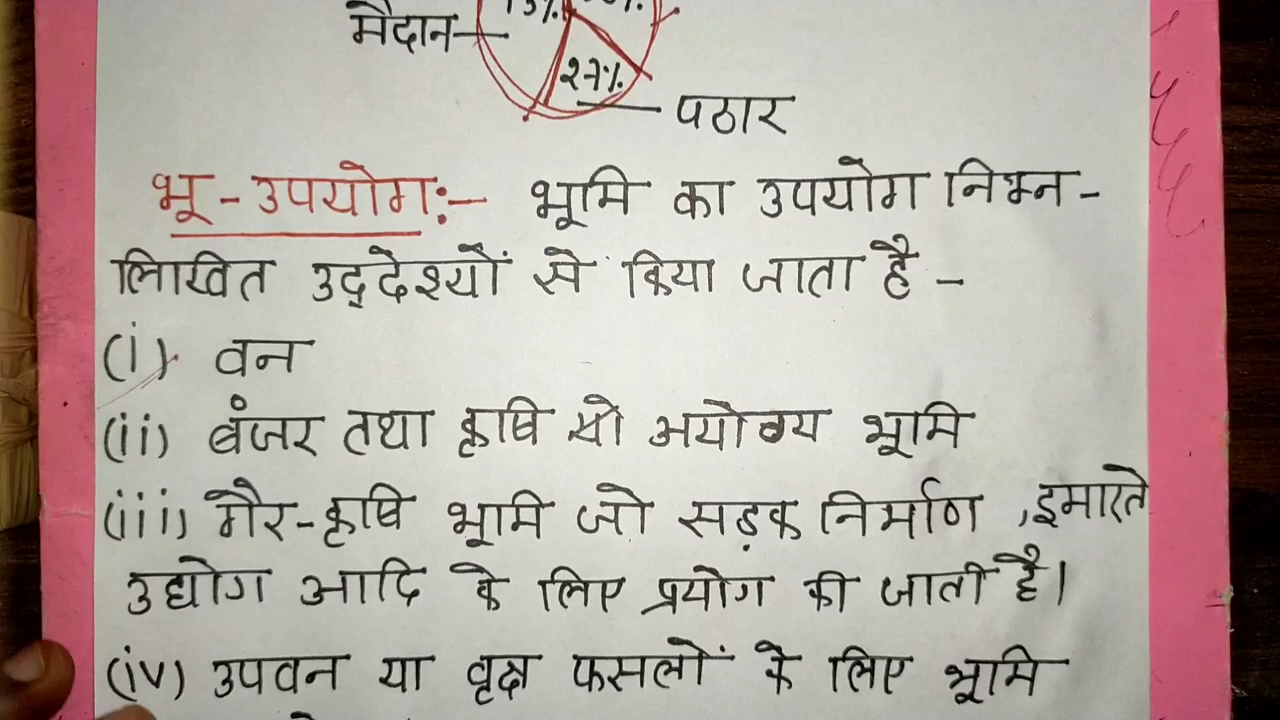 मैदान
27%
पठार
भू-उपयोग:- भूमि का उपयोग निम्न-
लिखित उद्देश्यों से किया जाता है -
(i) वन
(ii) बंजर तथा कृषि यो अयोग्य भूमि
(iii) गैर-कृषि भूमि जो सड़क निर्माण ,इमारते
उद्योग आदि के लिए प्रयोग की जाती है।
(iv) उपवन या वृक्ष फसलों के लिए भूमि